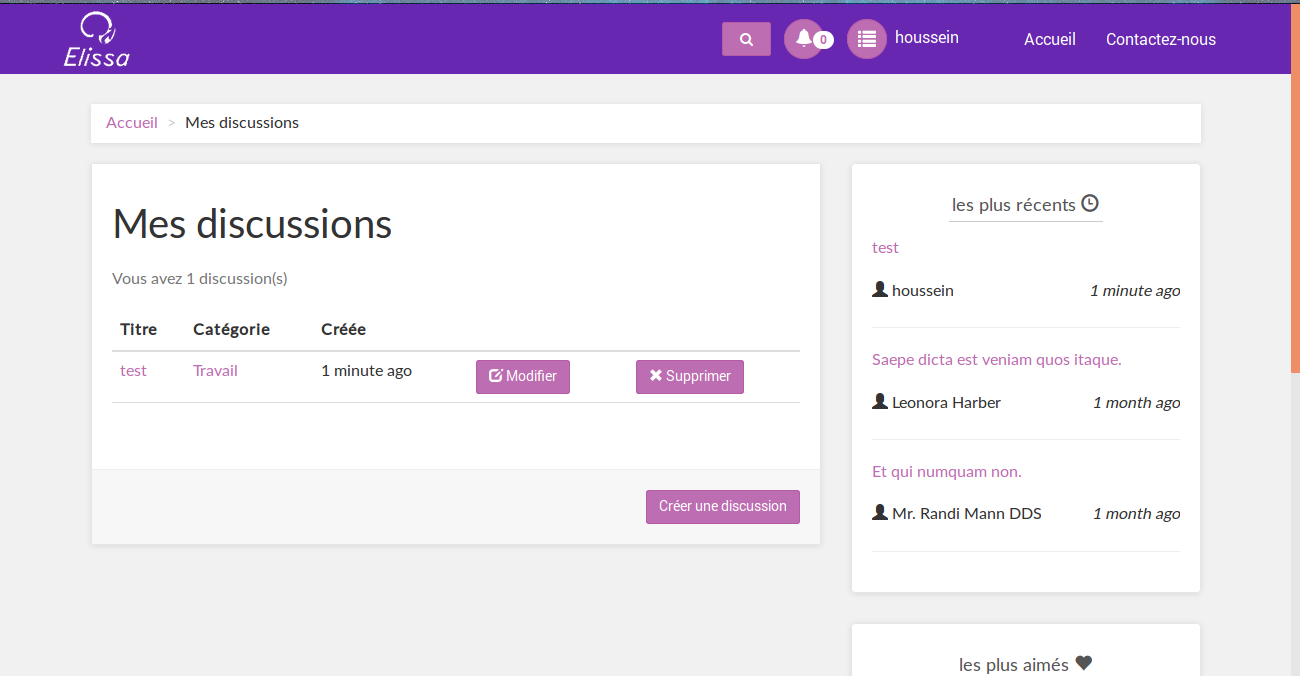 Elissa
0
houssein
Accueil
Contactez-nous
Accueil > Mes discussions
Mes discussions
Vous avez 1 discussion(s)
Titre Catégorie Créée
test Travail 1 minute ago Modifier Supprimer
Créer une discussion
les plus récents
test
houssein 1 minute ago
Saepe dicta est veniam quos itaque.
Leonora Harber 1 month ago
Et qui numquam non.
Mr. Randi Mann DDS 1 month ago
les plus aimés